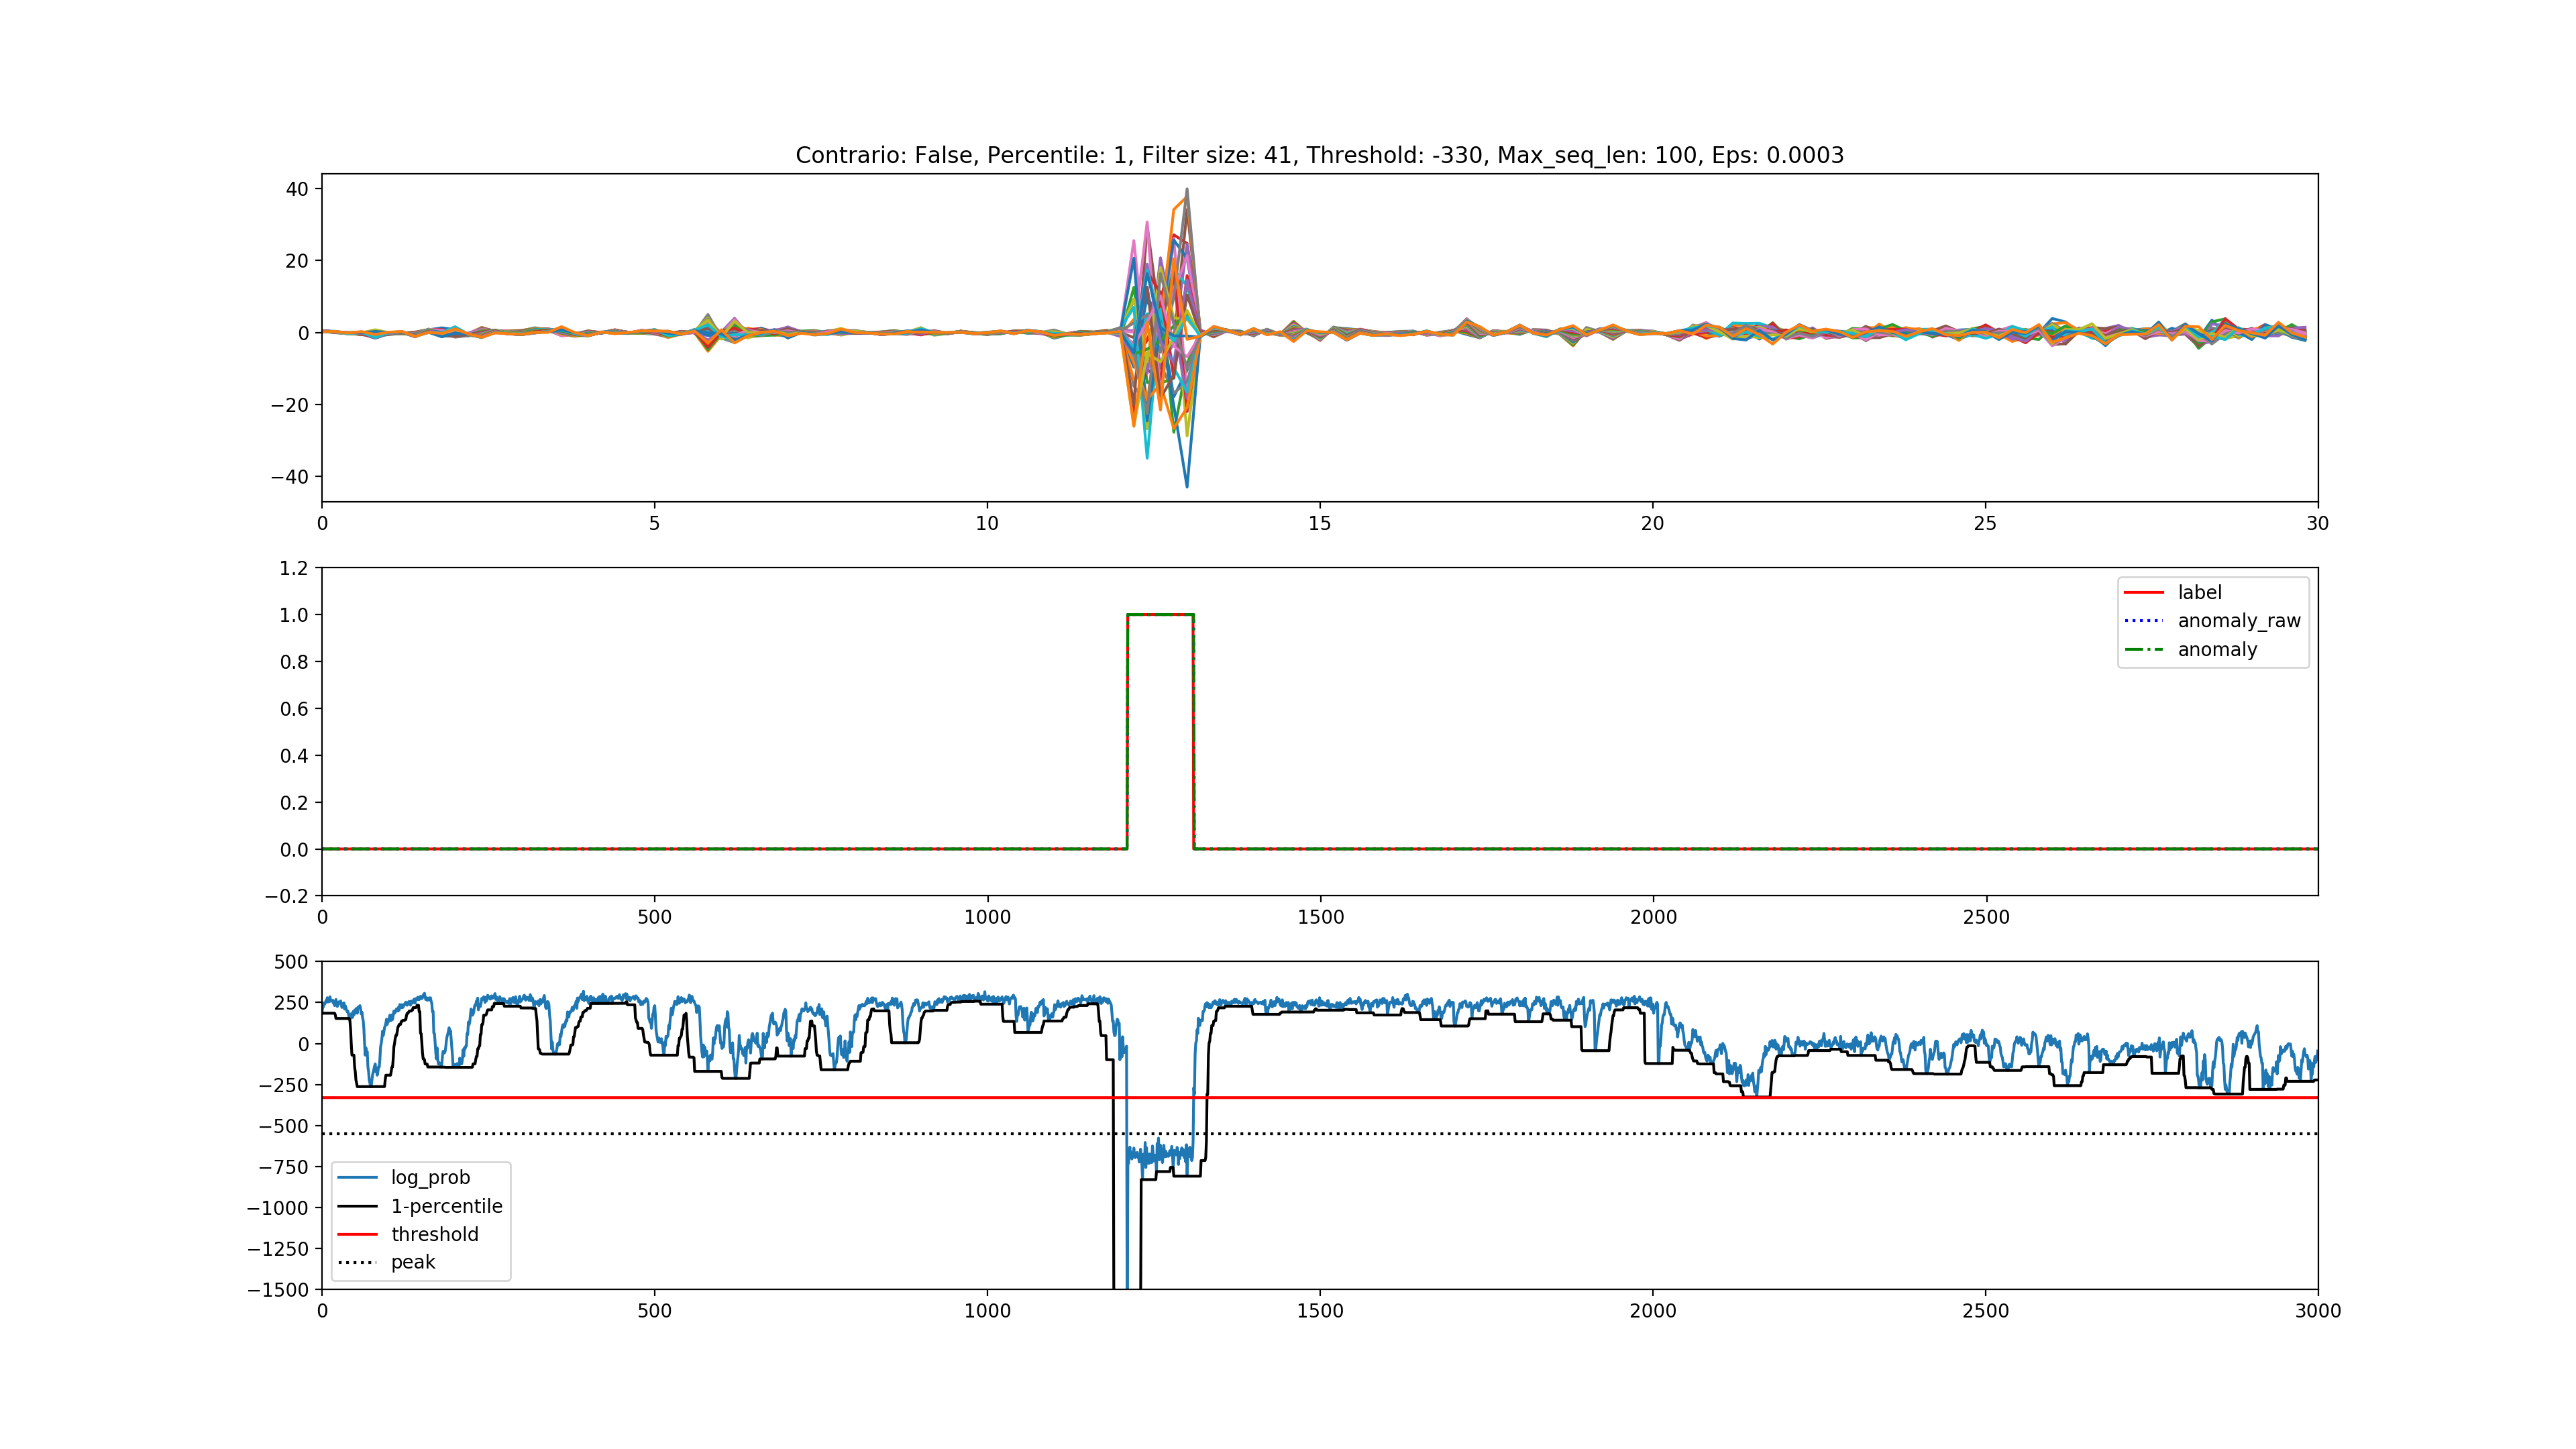 Contrario: False, Percentile: 1, Filter size: 41, Threshold: -330, Max_seq_len: 100, Eps: 0.0003
40
20
0
−20
−40
0 5 10 15 20 25 30
1.2
1.0
0.8
0.6
0.4
0.2
0.0
−0.2
label
anomaly_raw
anomaly
0 500 1000 1500 2000 2500
500
250
0
−250
−500
−750
−1000
−1250
−1500
log_prob
1-percentile
threshold
peak
0 500 1000 1500 2000 2500 3000